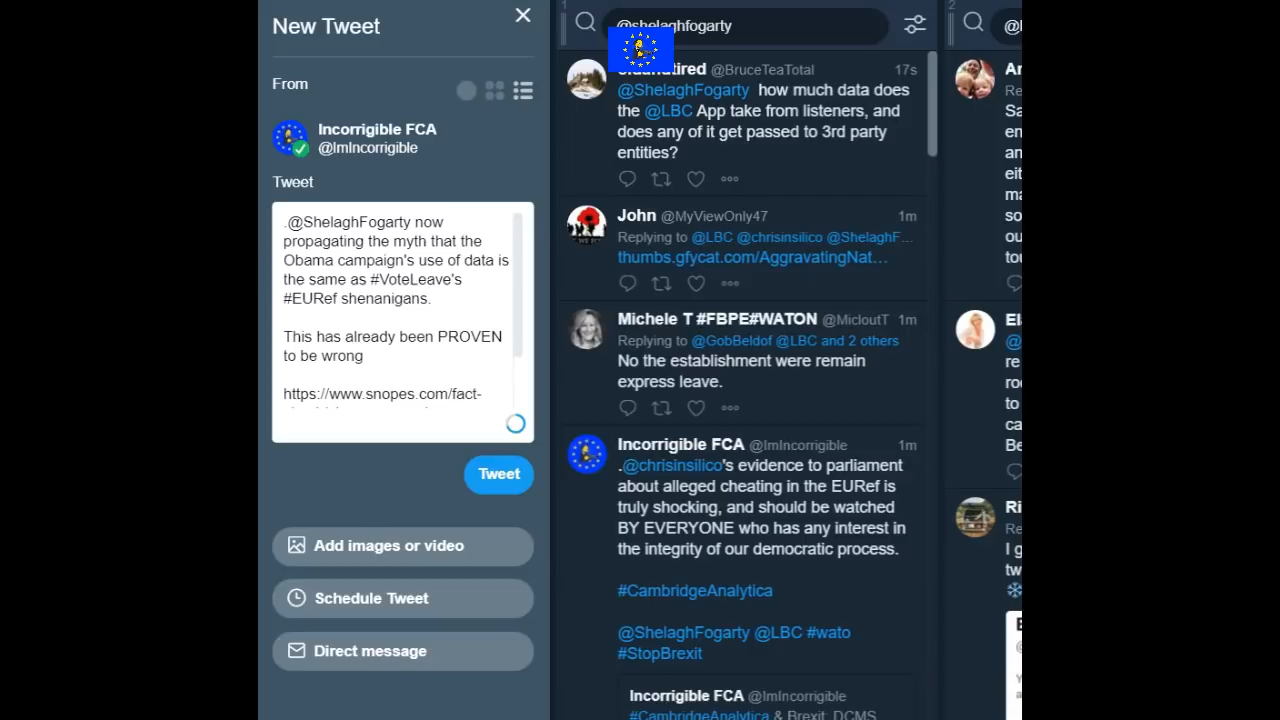 New Tweet
From
Incorrigible FCA
@ImIncorrigible
Tweet
.@ShelaghFogarty now
propagating the myth that the
Obama campaign's use of data is
the same as #VoteLeave's
#EURef shenanigans.
This has already been PROVEN
to be wrong
https://www.snopes.com/fact-
Tweet
Add images or video
Schedule Tweet
Direct message
1
@shelaghfogarty
@BruceTeaTotal 17s
@ShelaghFogarty how much data does
the @LBC App take from listeners, and
does any of it get passed to 3rd party
entities?
John @MyViewOnly47 1m
Replying to @LBC @chrisinsilico @ShelaghF...
thumbs.gfycat.com/AggravatingNat...
Michele T #FBPE#WATON @MicloutT 1m
Replying to @GobBeldof @LBC and 2 others
No the establishment were remain
express leave.
Incorrigible FCA @ImIncorrigible 1m
.@chrisinsilico's evidence to parliament
about alleged cheating in the EURef is
truly shocking, and should be watched
BY EVERYONE who has any interest in
the integrity of our democratic process.
#CambridgeAnalytica
@ShelaghFogarty @LBC #wato
#StopBrexit
Incorrigible FCA @ImIncorrigible
#CambridgeAnalytica & Brexit: DCMS
2